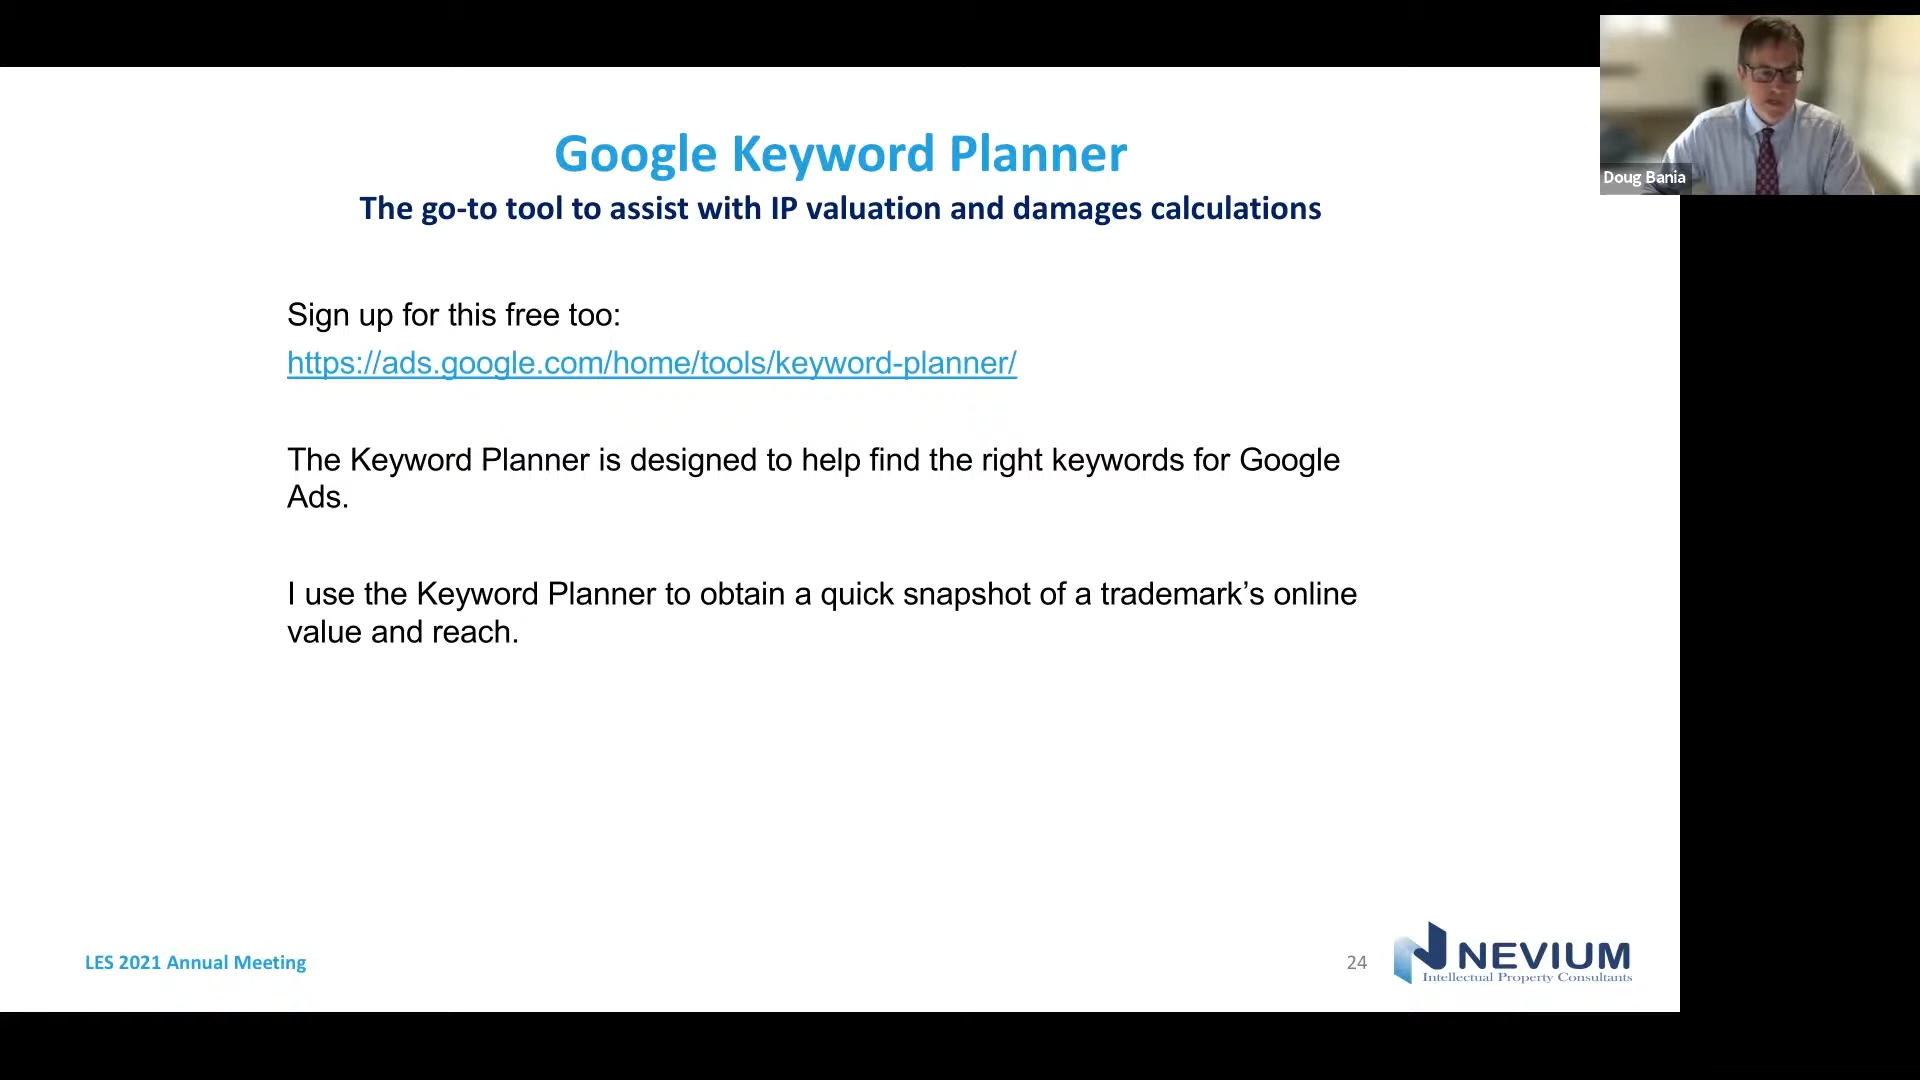 Google Keyword Planner
The go-to tool to assist with IP valuation and damages calculations
Doug Bania
Sign up for this free too:
https://ads.google.com/home/tools/keyword-planner/
The Keyword Planner is designed to help find the right keywords for Google
Ads.
I use the Keyword Planner to obtain a quick snapshot of a trademark’s online
value and reach.
LES 2021 Annual Meeting
24
NEVIUM
Intellectual Property Consultants